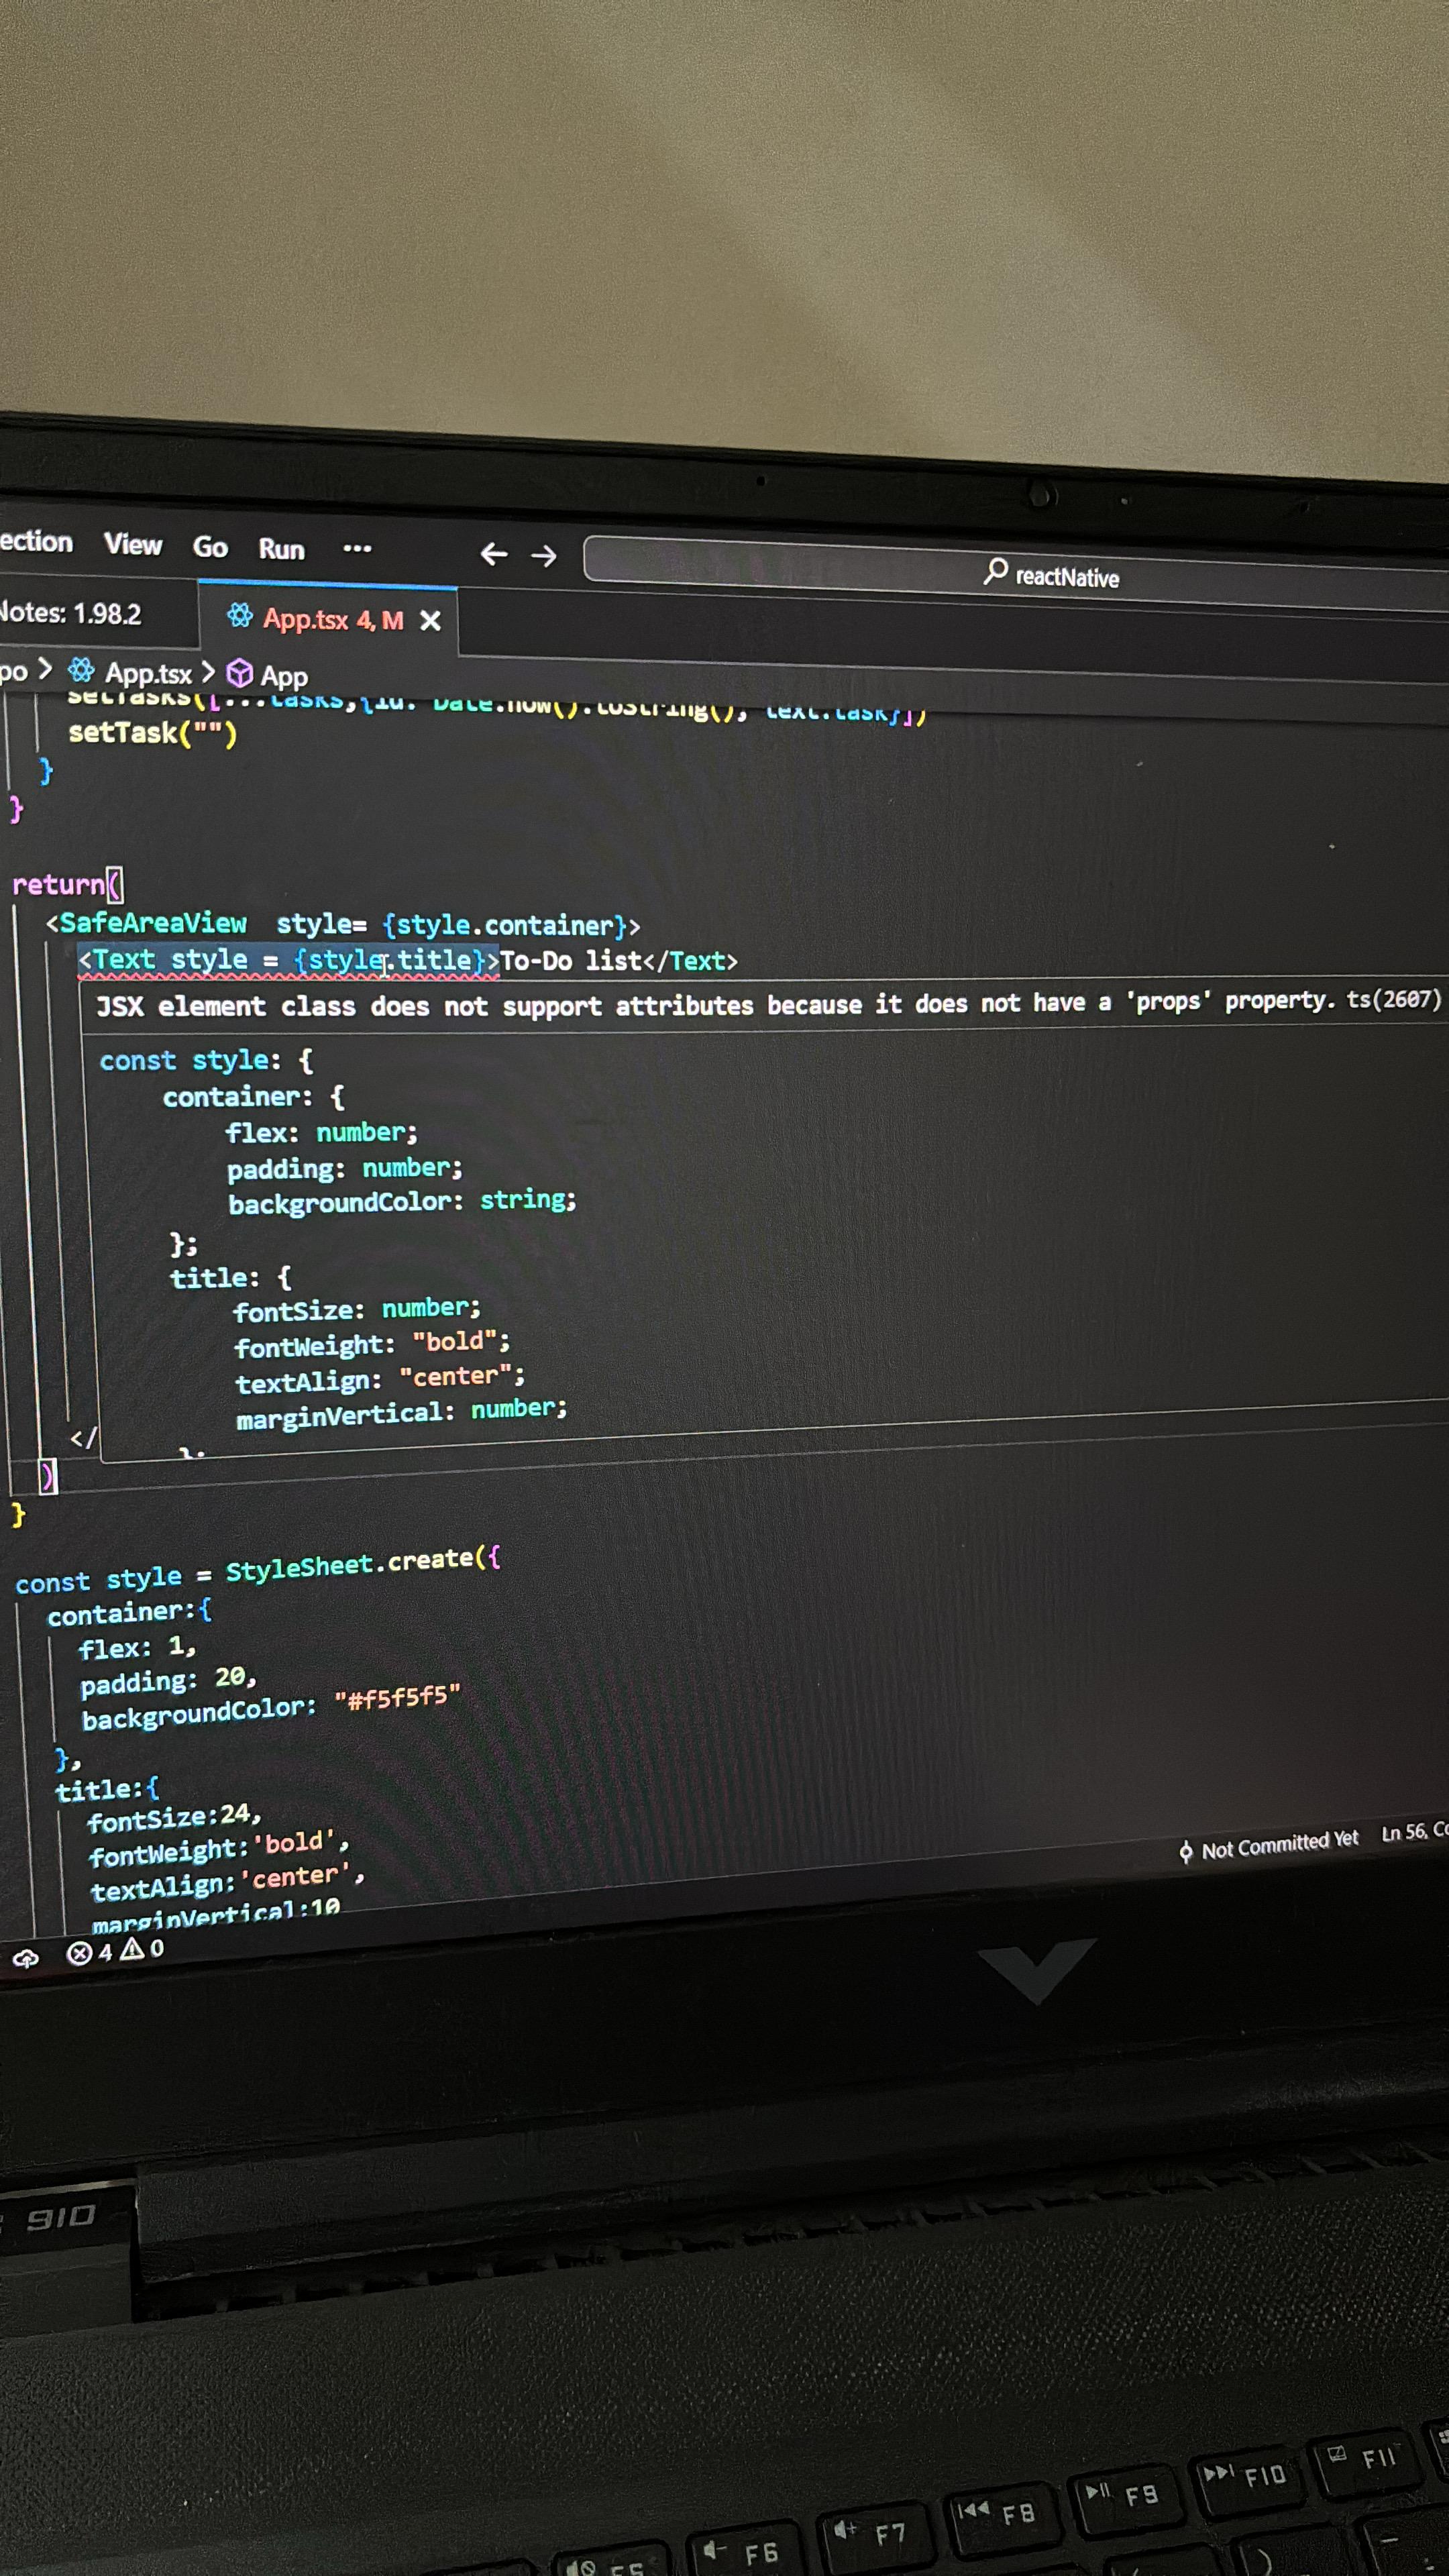 ection View Go Run ··· ← → reactNative
Notes: 1.98.2 App.tsx 4, M ×
po > App.tsx > App
setTasks([...tasks,{id: Date.now().toString(), text:task}])
setTask("")
}
}
return(
<SafeAreaView  style= {style.container}>
<Text style = {style.title}>To-Do list</Text>
JSX element class does not support attributes because it does not have a 'props' property. ts(2607)
const style: {
container: {
flex: number;
padding: number;
backgroundColor: string;
};
title: {
fontSize: number;
fontWeight: "bold";
textAlign: "center";
marginVertical: number;
};
</
)
}
const style = StyleSheet.create({
container:{
flex: 1,
padding: 20,
backgroundColor: "#f5f5f5"
},
title:{
fontSize:24,
fontWeight:'bold',
textAlign:'center',
marginVertical:10
Not Committed Yet Ln 56, Co
4 0
910
F5 F6 F7 F8 F9 F10 F11